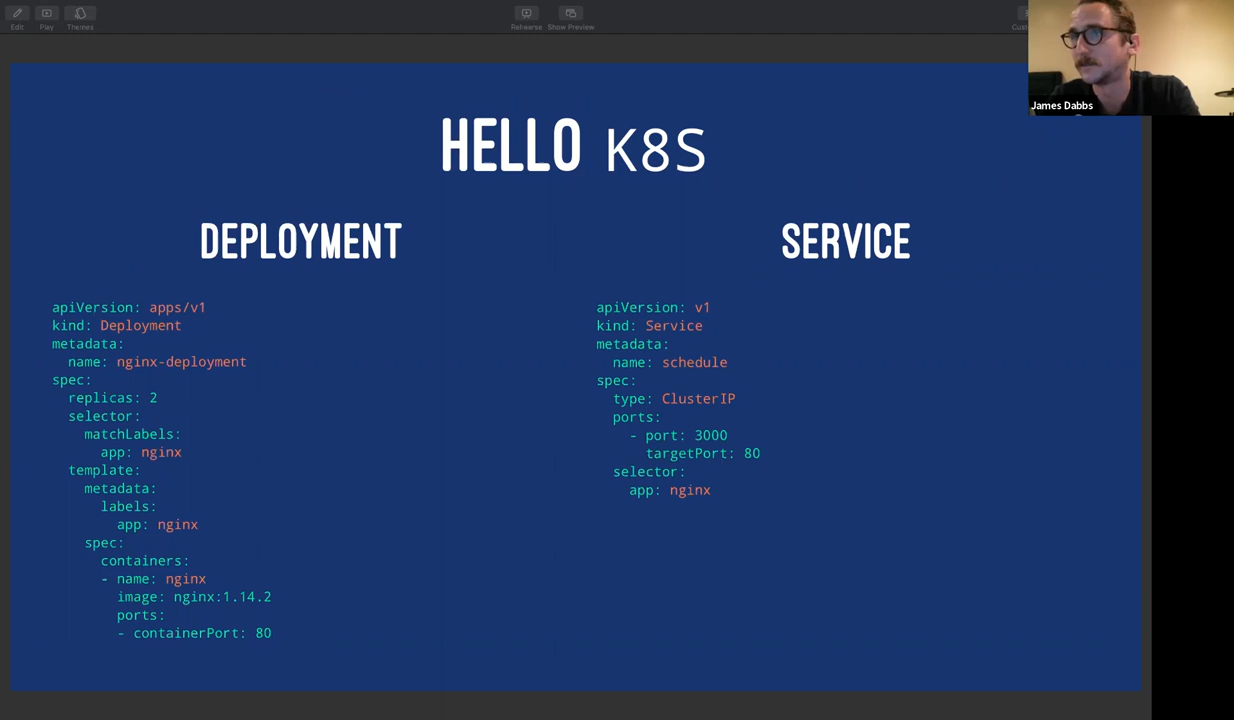 Edit
Play
Themes
Rehearse
Show Preview
James Dabbs
HELLO K8S
DEPLOYMENT
apiVersion: apps/v1
kind: Deployment
metadata:
  name: nginx-deployment
spec:
  replicas: 2
  selector:
    matchLabels:
      app: nginx
  template:
    metadata:
      labels:
        app: nginx
    spec:
      containers:
      - name: nginx
        image: nginx:1.14.2
        ports:
        - containerPort: 80
SERVICE
apiVersion: v1
kind: Service
metadata:
  name: schedule
spec:
  type: ClusterIP
  ports:
    - port: 3000
      targetPort: 80
  selector:
    app: nginx